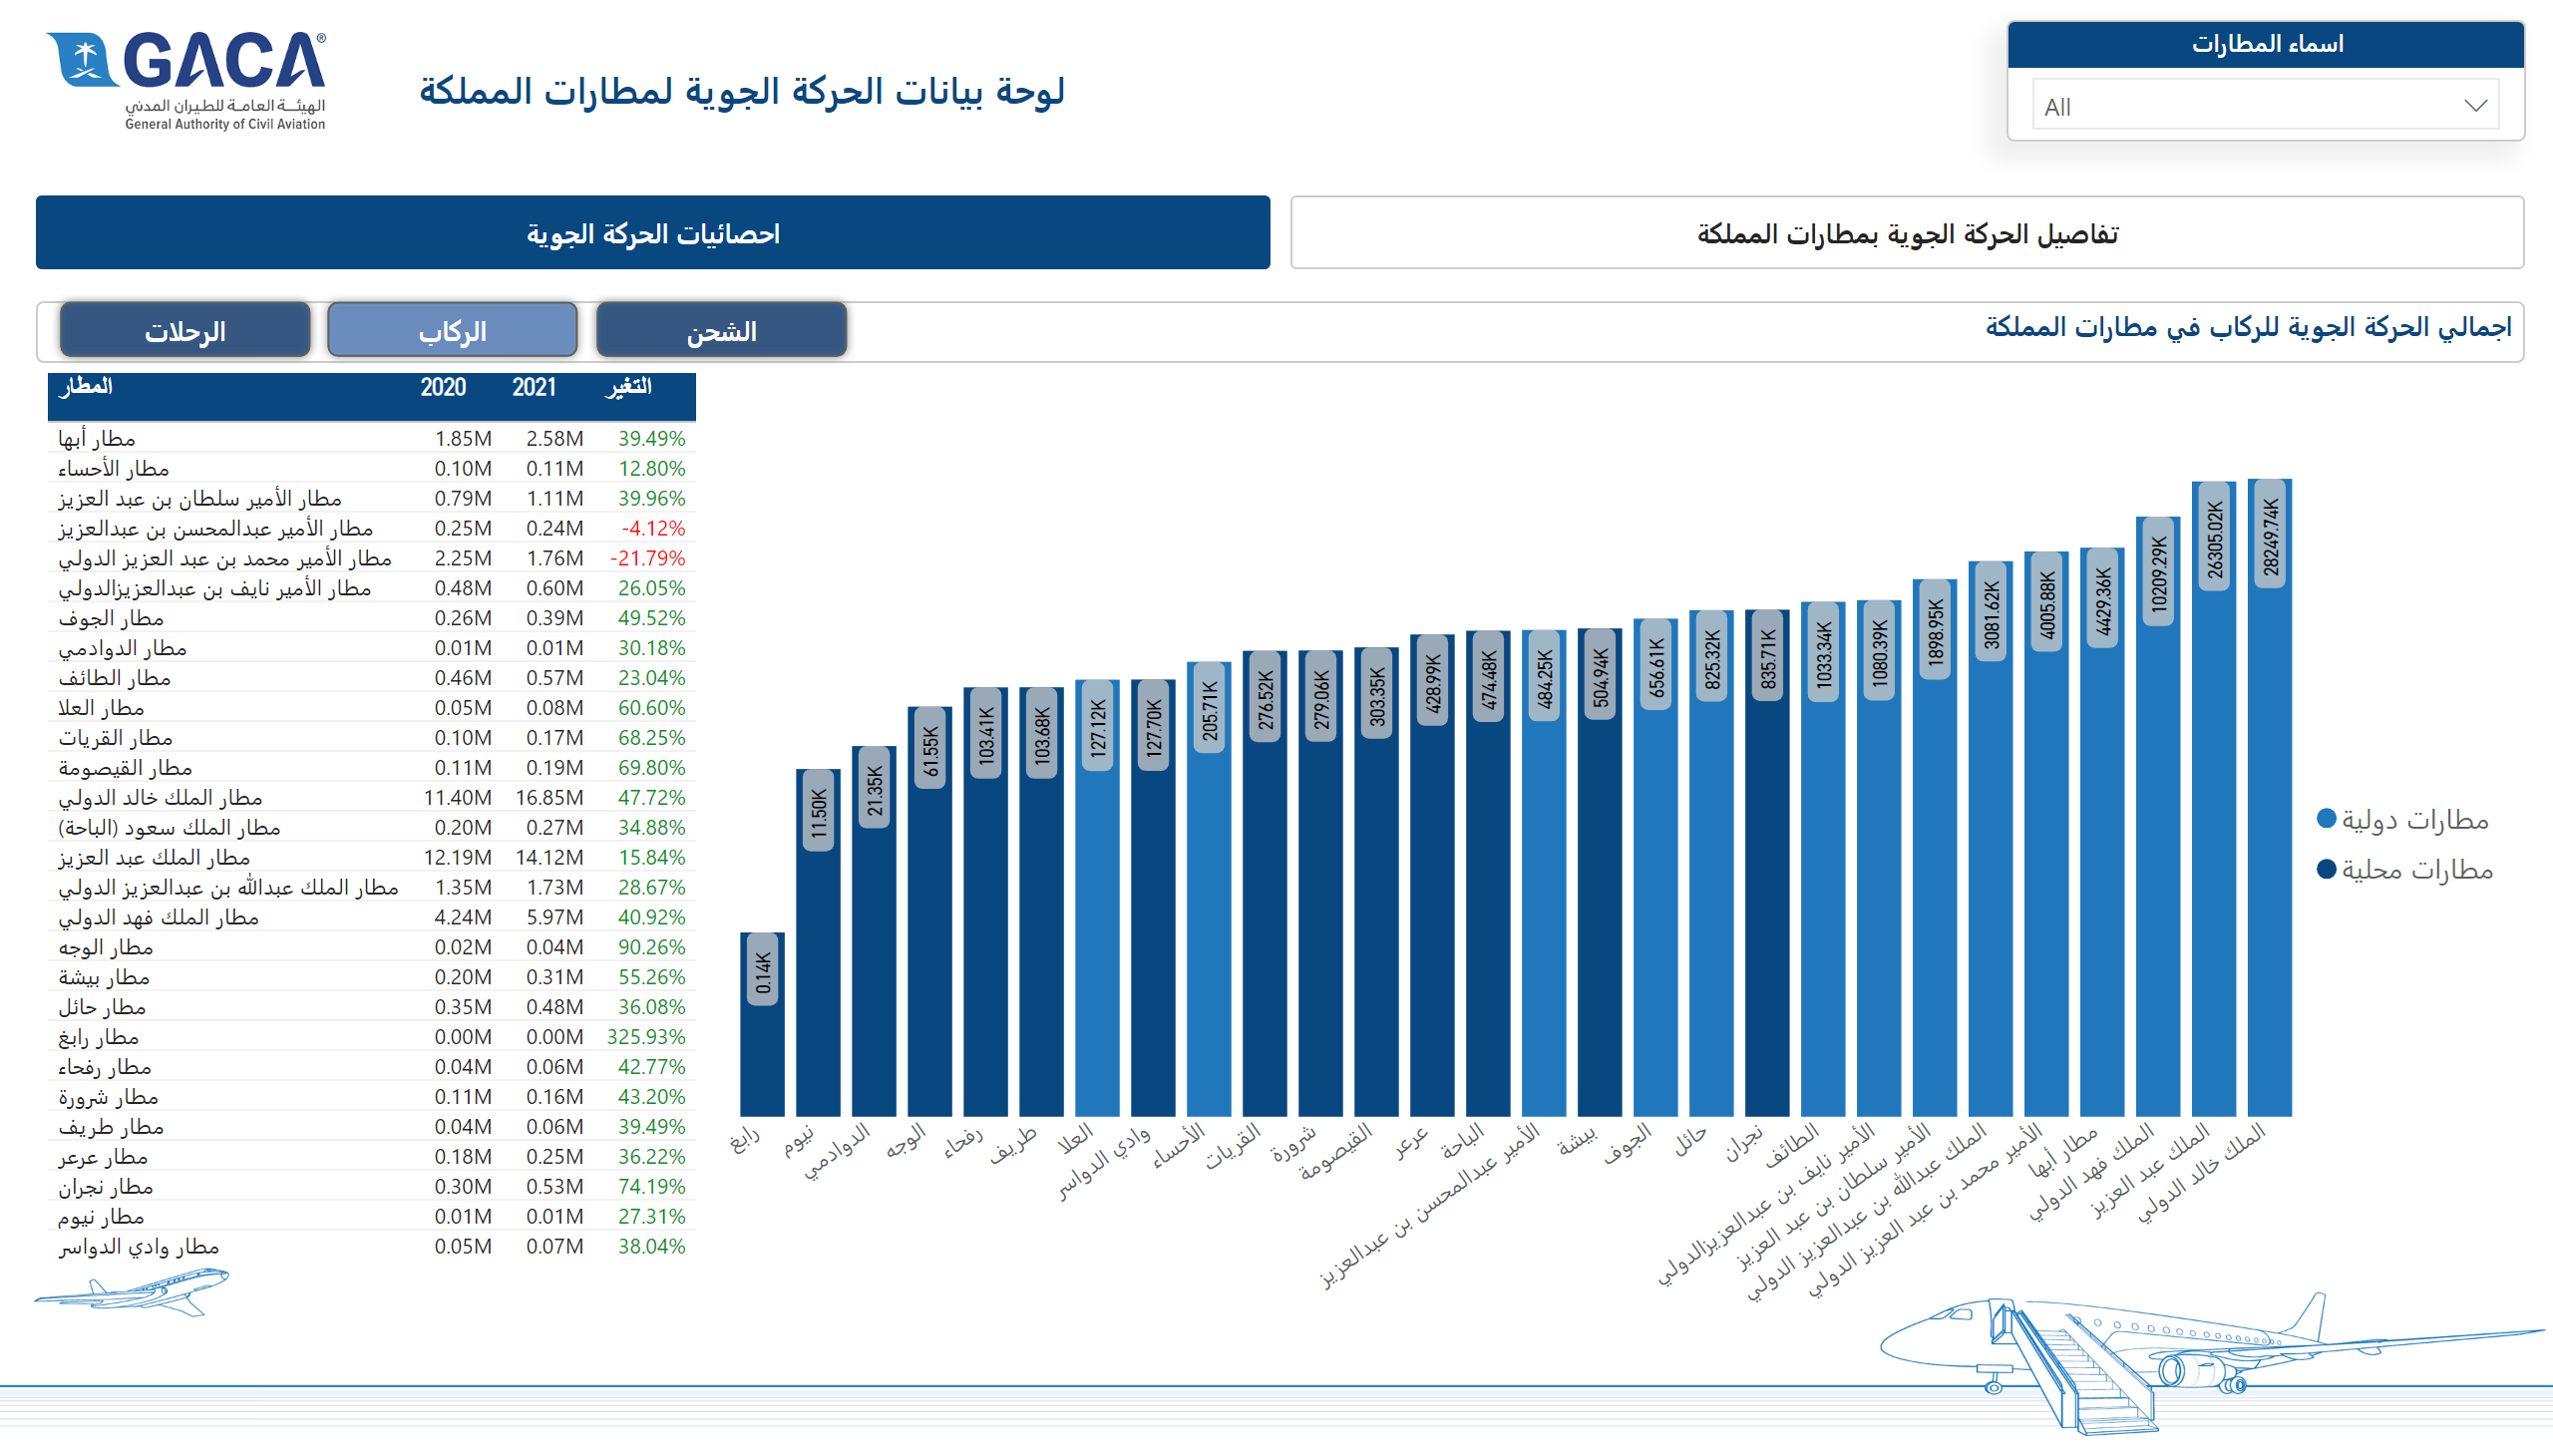 GACA®
الهيئة العامة للطيران المدني
General Authority of Civil Aviation
لوحة بيانات الحركة الجوية لمطارات المملكة
اسماء المطارات
All
احصائيات الحركة الجوية
تفاصيل الحركة الجوية بمطارات المملكة
الرحلات
الركاب
الشحن
اجمالي الحركة الجوية للركاب في مطارات المملكة
المطار 2020 2021 التغير
مطار أبها 1.85M 2.58M 39.49%
مطار الأحساء 0.10M 0.11M 12.80%
مطار الأمير سلطان بن عبد العزيز 0.79M 1.11M 39.96%
مطار الأمير عبدالمحسن بن عبدالعزيز 0.25M 0.24M -4.12%
مطار الأمير محمد بن عبد العزيز الدولي 2.25M 1.76M -21.79%
مطار الأمير نايف بن عبدالعزيزالدولي 0.48M 0.60M 26.05%
مطار الجوف 0.26M 0.39M 49.52%
مطار الدوادمي 0.01M 0.01M 30.18%
مطار الطائف 0.46M 0.57M 23.04%
مطار العلا 0.05M 0.08M 60.60%
مطار القريات 0.10M 0.17M 68.25%
مطار القيصومة 0.11M 0.19M 69.80%
مطار الملك خالد الدولي 11.40M 16.85M 47.72%
مطار الملك سعود (الباحة) 0.20M 0.27M 34.88%
مطار الملك عبد العزيز 12.19M 14.12M 15.84%
مطار الملك عبدالله بن عبدالعزيز الدولي 1.35M 1.73M 28.67%
مطار الملك فهد الدولي 4.24M 5.97M 40.92%
مطار الوجه 0.02M 0.04M 90.26%
مطار بيشة 0.20M 0.31M 55.26%
مطار حائل 0.35M 0.48M 36.08%
مطار رابغ 0.00M 0.00M 325.93%
مطار رفحاء 0.04M 0.06M 42.77%
مطار شرورة 0.11M 0.16M 43.20%
مطار طريف 0.04M 0.06M 39.49%
مطار عرعر 0.18M 0.25M 36.22%
مطار نجران 0.30M 0.53M 74.19%
مطار نيوم 0.01M 0.01M 27.31%
مطار وادي الدواسر 0.05M 0.07M 38.04%
0.14K
11.50K
21.35K
61.55K
103.41K
103.68K
127.12K
127.70K
205.71K
276.52K
279.06K
303.35K
428.99K
474.48K
484.25K
504.94K
656.61K
825.32K
835.71K
1033.34K
1080.39K
1898.95K
3081.62K
4005.88K
4429.36K
10209.29K
26305.02K
28249.74K
رابغ
نيوم
الدوادمي
الوجه
رفحاء
طريف
العلا
وادي الدواسر
الأحساء
القريات
شرورة
القيصومة
عرعر
الباحة
الأمير عبدالمحسن بن عبدالعزيز
بيشة
الجوف
حائل
نجران
الطائف
الأمير نايف بن عبدالعزيزالدولي
الأمير سلطان بن عبد العزيز
الملك عبدالله بن عبدالعزيز الدولي
الأمير محمد بن عبد العزيز الدولي
مطار أبها
الملك فهد الدولي
الملك عبد العزيز
الملك خالد الدولي
مطارات دولية
مطارات محلية